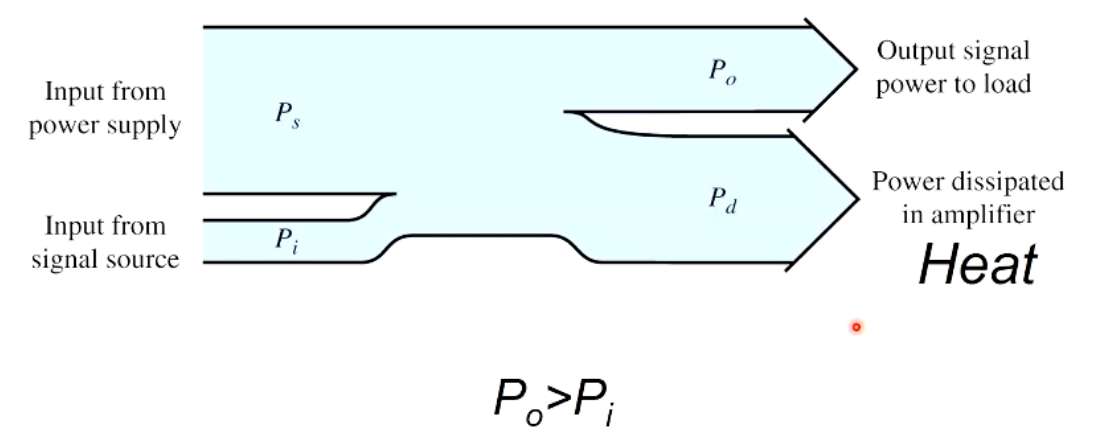 Input from
power supply
P_s
P_o
Output signal
power to load
Input from
signal source
P_i
P_d
Power dissipated
in amplifier
Heat
P_o>P_i